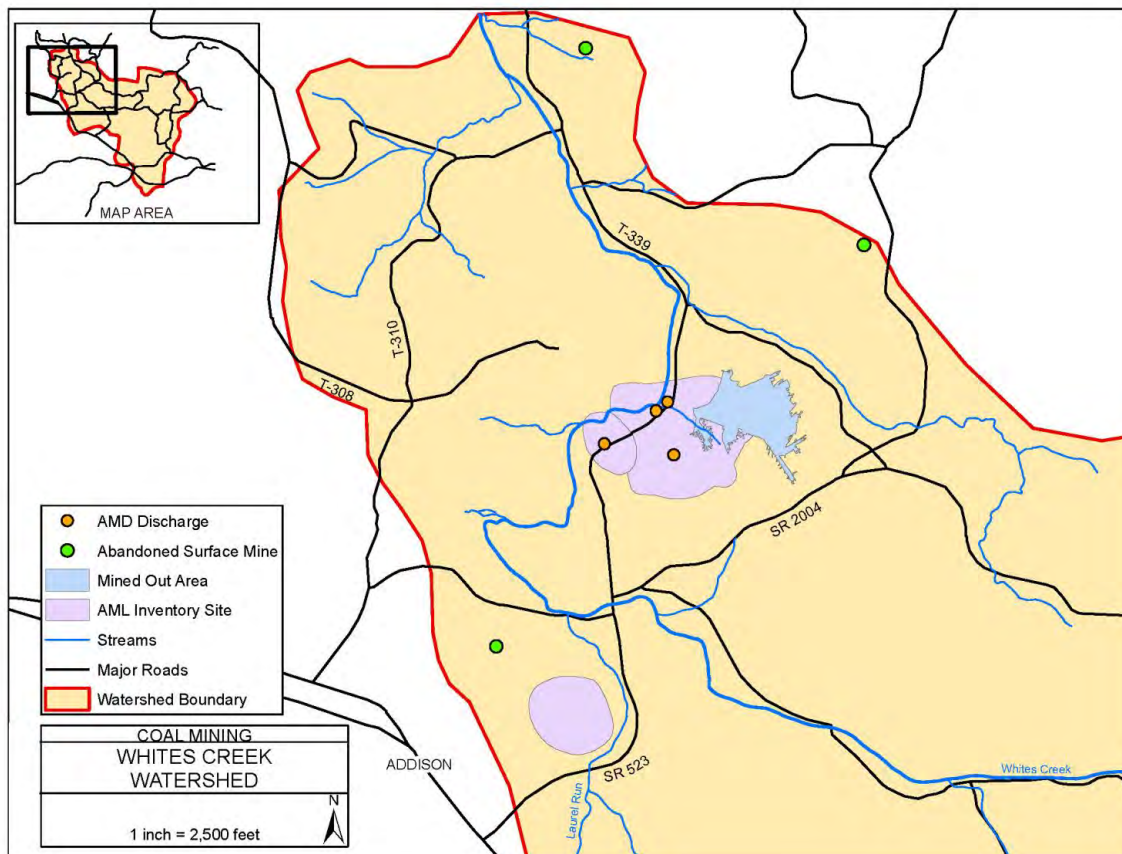 MAP AREA
T-339
T-310
T-308
SR 2004
AMD Discharge
Abandoned Surface Mine
Mined Out Area
AML Inventory Site
Streams
Major Roads
Watershed Boundary
COAL MINING
WHITES CREEK
WATERSHED
N
1 inch = 2,500 feet
ADDISON
SR 523
Laurel Run
Whites Creek